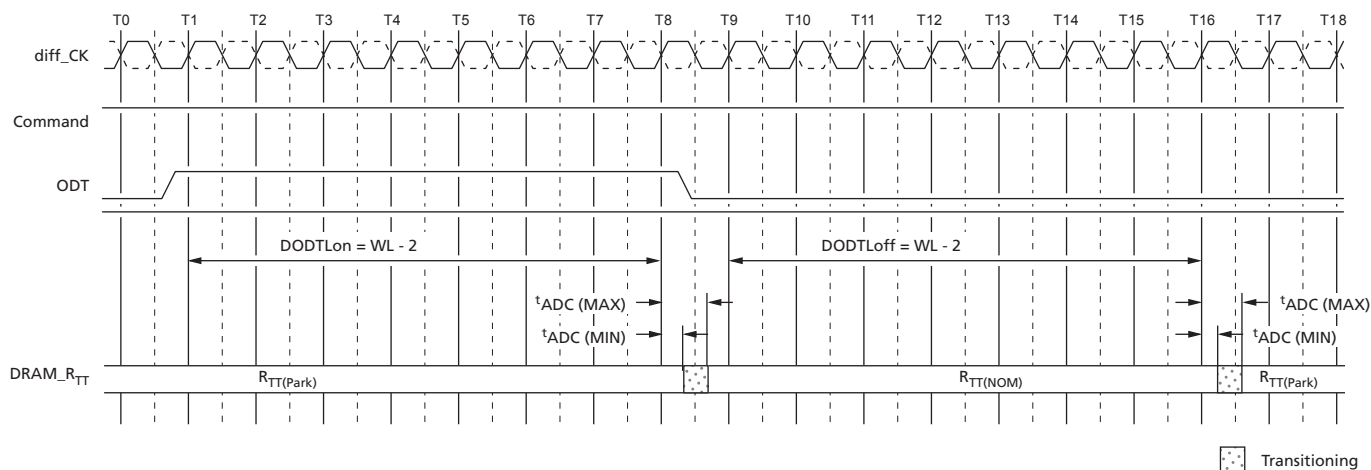 T0 T1 T2 T3 T4 T5 T6 T7 T8 T9 T10 T11 T12 T13 T14 T15 T16 T17 T18
diff_CK
Command
ODT
DODTLon = WL - 2 DODTLoff = WL - 2
tADC (MAX) tADC (MAX)
tADC (MIN) tADC (MIN)
DRAM_RTT RTT(Park) RTT(NOM) RTT(Park)
Transitioning